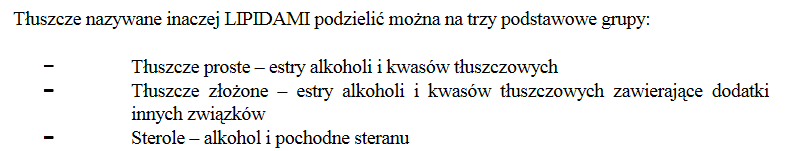 Tłuszcze nazywane inaczej LIPIDAMI podzielić można na trzy podstawowe grupy:
– Tłuszcze proste – estry alkoholi i kwasów tłuszczowych
– Tłuszcze złożone – estry alkoholi i kwasów tłuszczowych zawierające dodatki
innych związków
– Sterole – alkohol i pochodne steranu